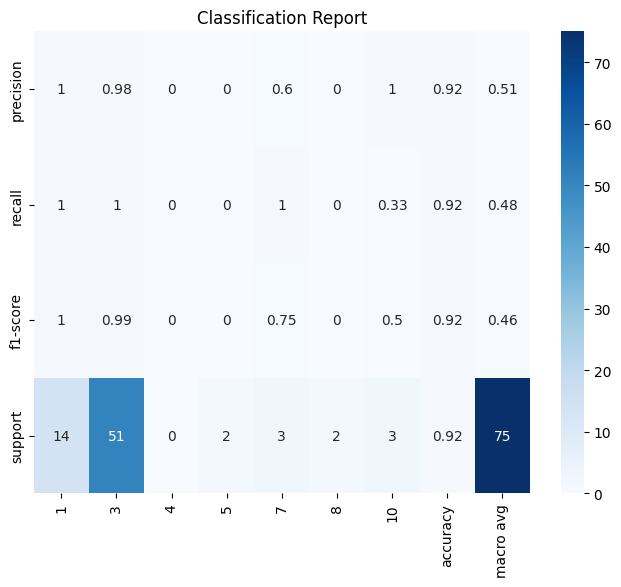 Classification Report
precision 1 0.98 0 0 0.6 0 1 0.92 0.51
recall 1 1 0 0 1 0 0.33 0.92 0.48
f1-score 1 0.99 0 0 0.75 0 0.5 0.92 0.46
support 14 51 0 2 3 2 3 0.92 75
1 3 4 5 7 8 10 accuracy macro avg
70
60
50
40
30
20
10
0